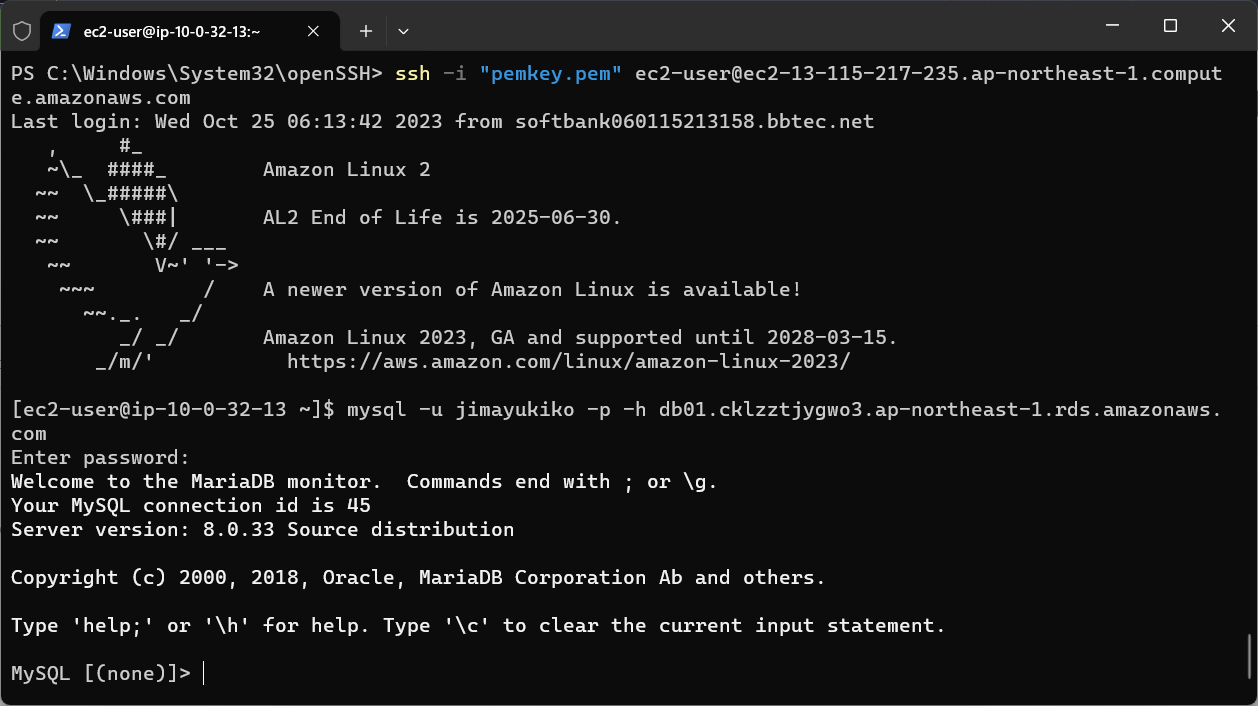 ec2-user@ip-10-0-32-13:~
PS C:\Windows\System32\openSSH> ssh -i "pemkey.pem" ec2-user@ec2-13-115-217-235.ap-northeast-1.comput
e.amazonaws.com
Last login: Wed Oct 25 06:13:42 2023 from softbank060115213158.bbtec.net
   ,     #_
   ~\_  ####_        Amazon Linux 2
  ~~  \_#####\
  ~~     \###|       AL2 End of Life is 2025-06-30.
  ~~       \#/ ___
   ~~       V~' '->
    ~~~         /    A newer version of Amazon Linux is available!
      ~~._.   _/
         _/ _/       Amazon Linux 2023, GA and supported until 2028-03-15.
       _/m/'           https://aws.amazon.com/linux/amazon-linux-2023/
[ec2-user@ip-10-0-32-13 ~]$ mysql -u jimayukiko -p -h db01.cklzztjygwo3.ap-northeast-1.rds.amazonaws.
com
Enter password:
Welcome to the MariaDB monitor.  Commands end with ; or \g.
Your MySQL connection id is 45
Server version: 8.0.33 Source distribution
Copyright (c) 2000, 2018, Oracle, MariaDB Corporation Ab and others.
Type 'help;' or '\h' for help. Type '\c' to clear the current input statement.
MySQL [(none)]>